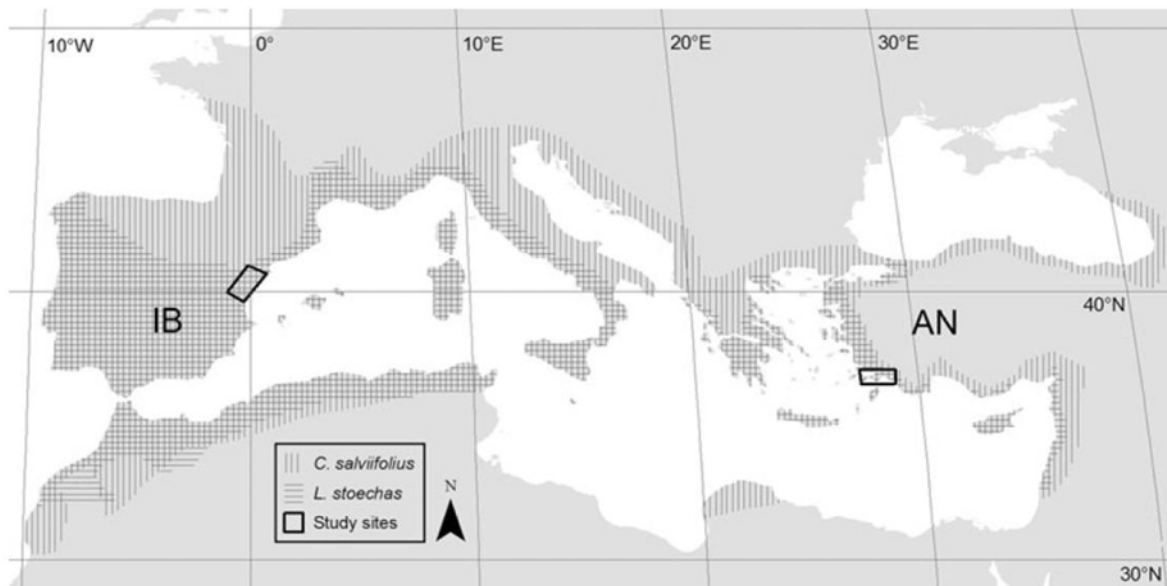 10°W
0°
10°E
20°E
30°E
40°N
IB
AN
C. salviifolius
L. stoechas
Study sites
N
30°N